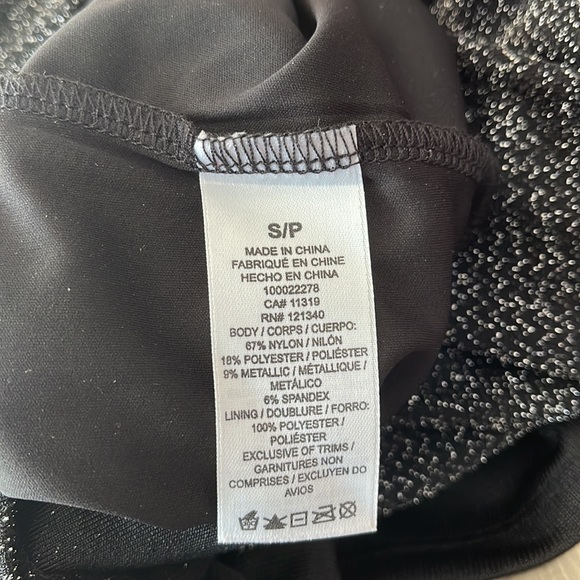 S/P
MADE IN CHINA
FABRIQUÉ EN CHINE
HECHO EN CHINA
100022278
CA# 11319
RN# 121340
BODY / CORPS / CUERPO:
67% NYLON / NILÓN
18% POLYESTER / POLIÉSTER
9% METALLIC / MÉTALLIQUE /
METÁLICO
6% SPANDEX
LINING / DOUBLURE / FORRO:
100% POLYESTER /
POLIÉSTER
EXCLUSIVE OF TRIMS /
GARNITURES NON
COMPRISES / EXCLUYEN DO
AVIOS